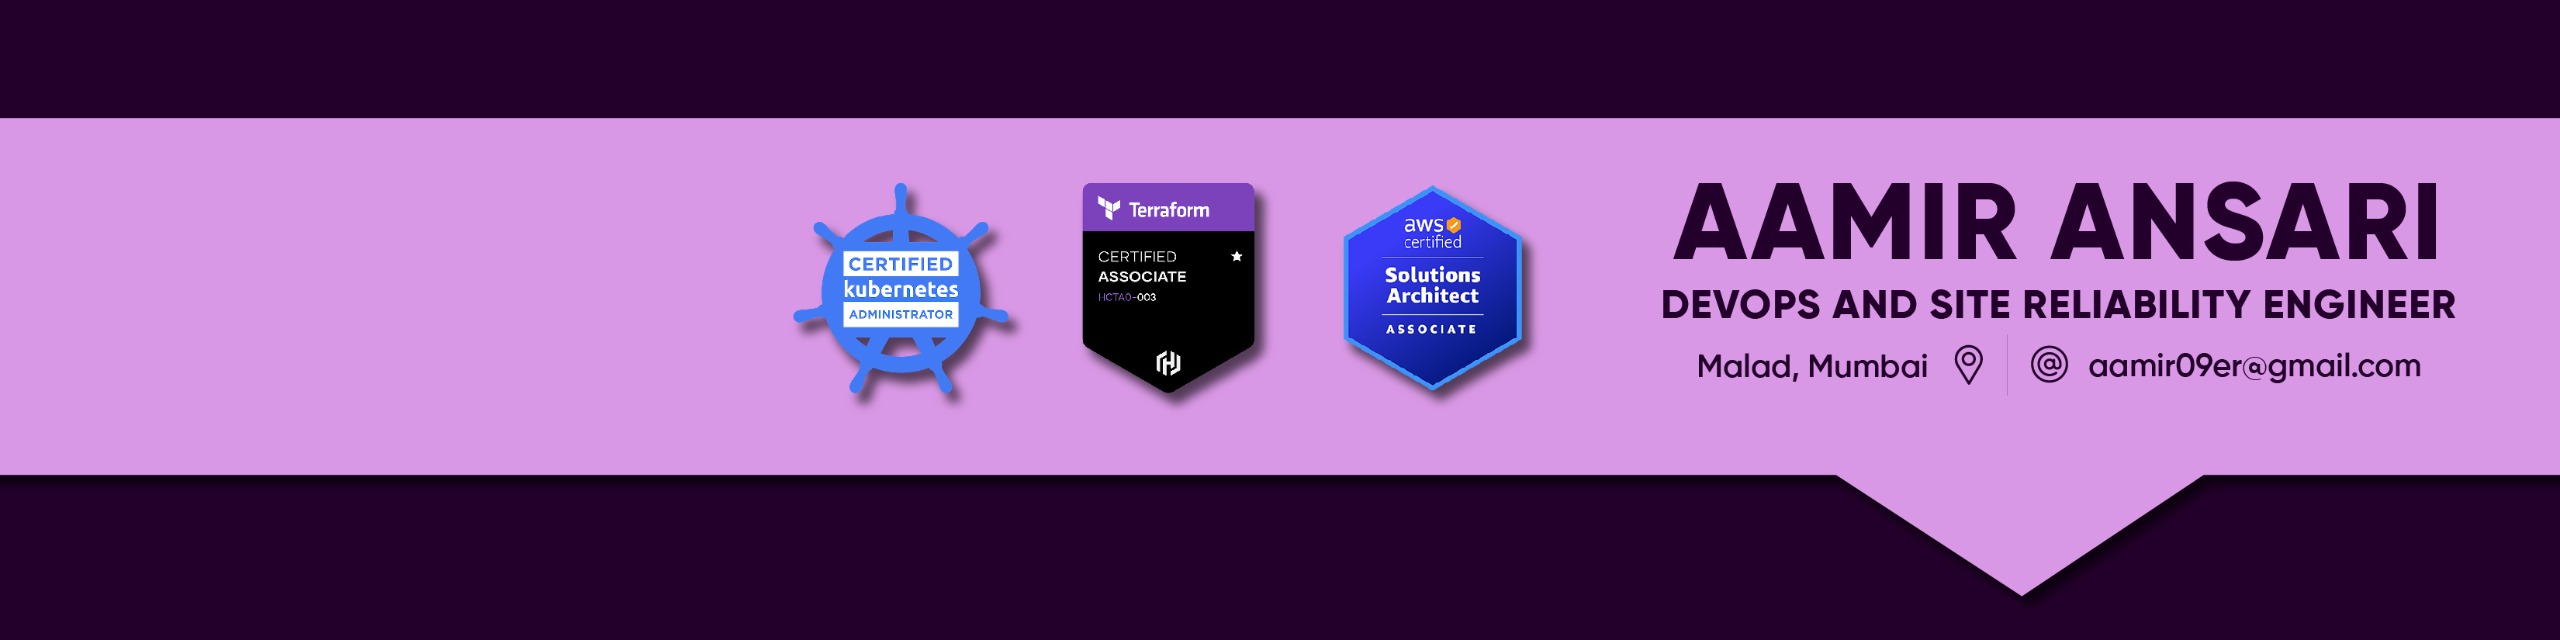 CERTIFIED
kubernetes
ADMINISTRATOR
Terraform
CERTIFIED
ASSOCIATE
HCTA0-003
aws
certified
Solutions
Architect
ASSOCIATE
AAMIR ANSARI
DEVOPS AND SITE RELIABILITY ENGINEER
Malad, Mumbai
aamir09er@gmail.com